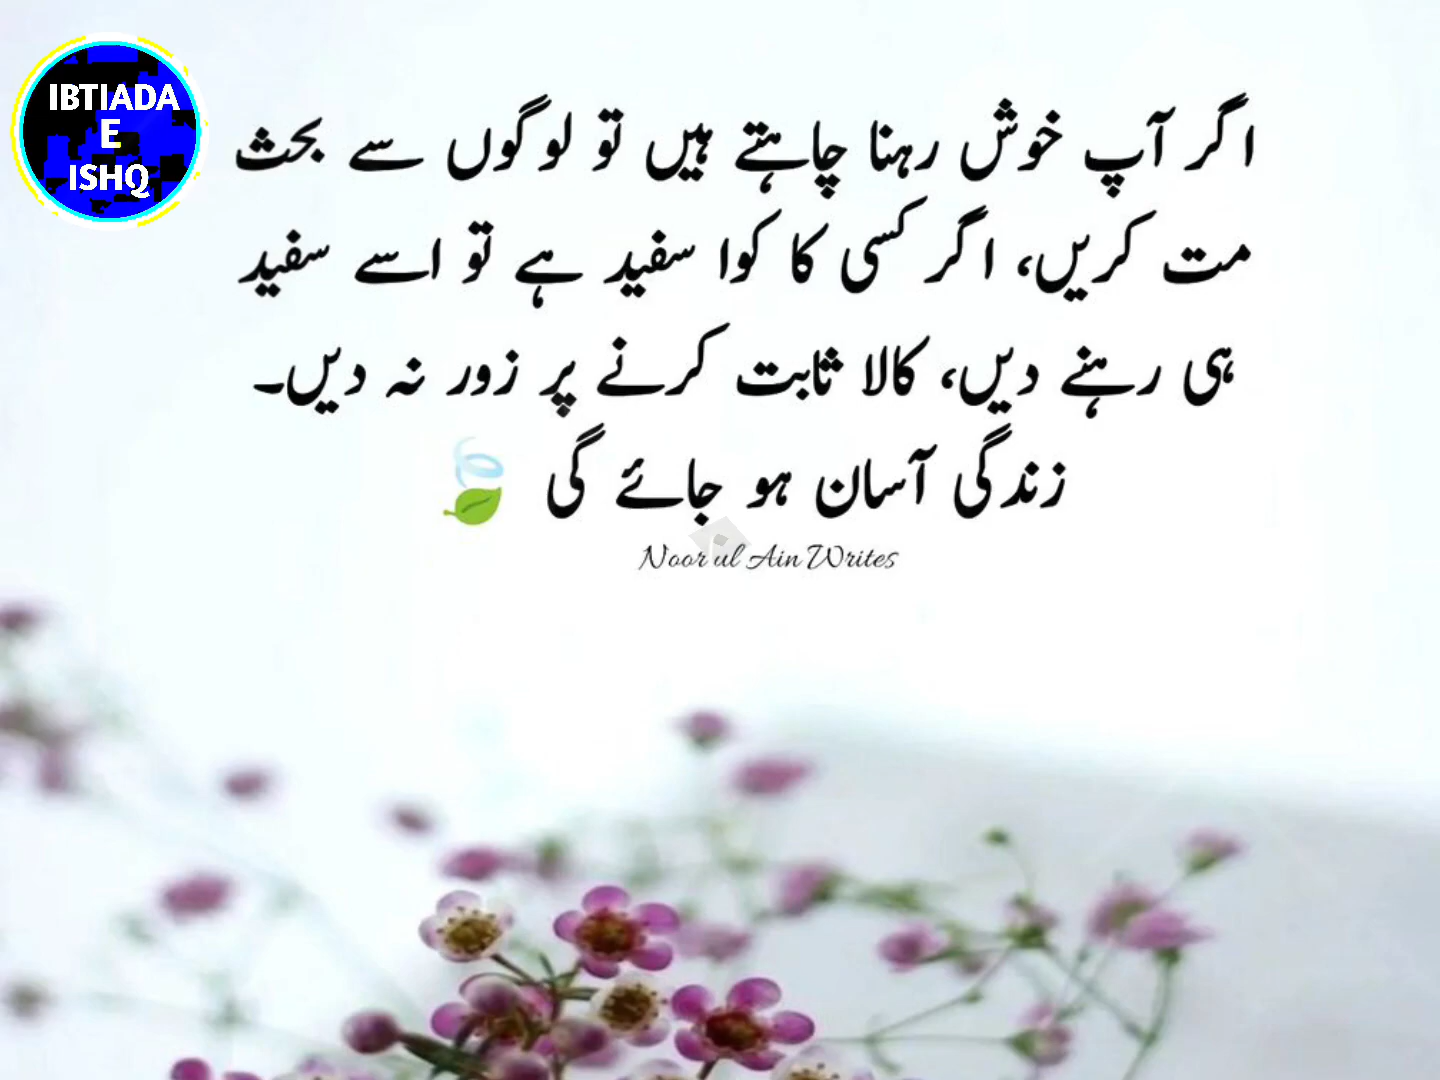 IBTIADA
E
ISHQ
اگر آپ خوش رہنا چاہتے ہیں تو لوگوں سے بحث
مت کریں، اگر کسی کا کوا سفید ہے تو اسے سفید
ہی رہنے دیں، کالا ثابت کرنے پر زور نہ دیں۔
زندگی آسان ہو جائے گی 🍃
Noor ul Ain Writes